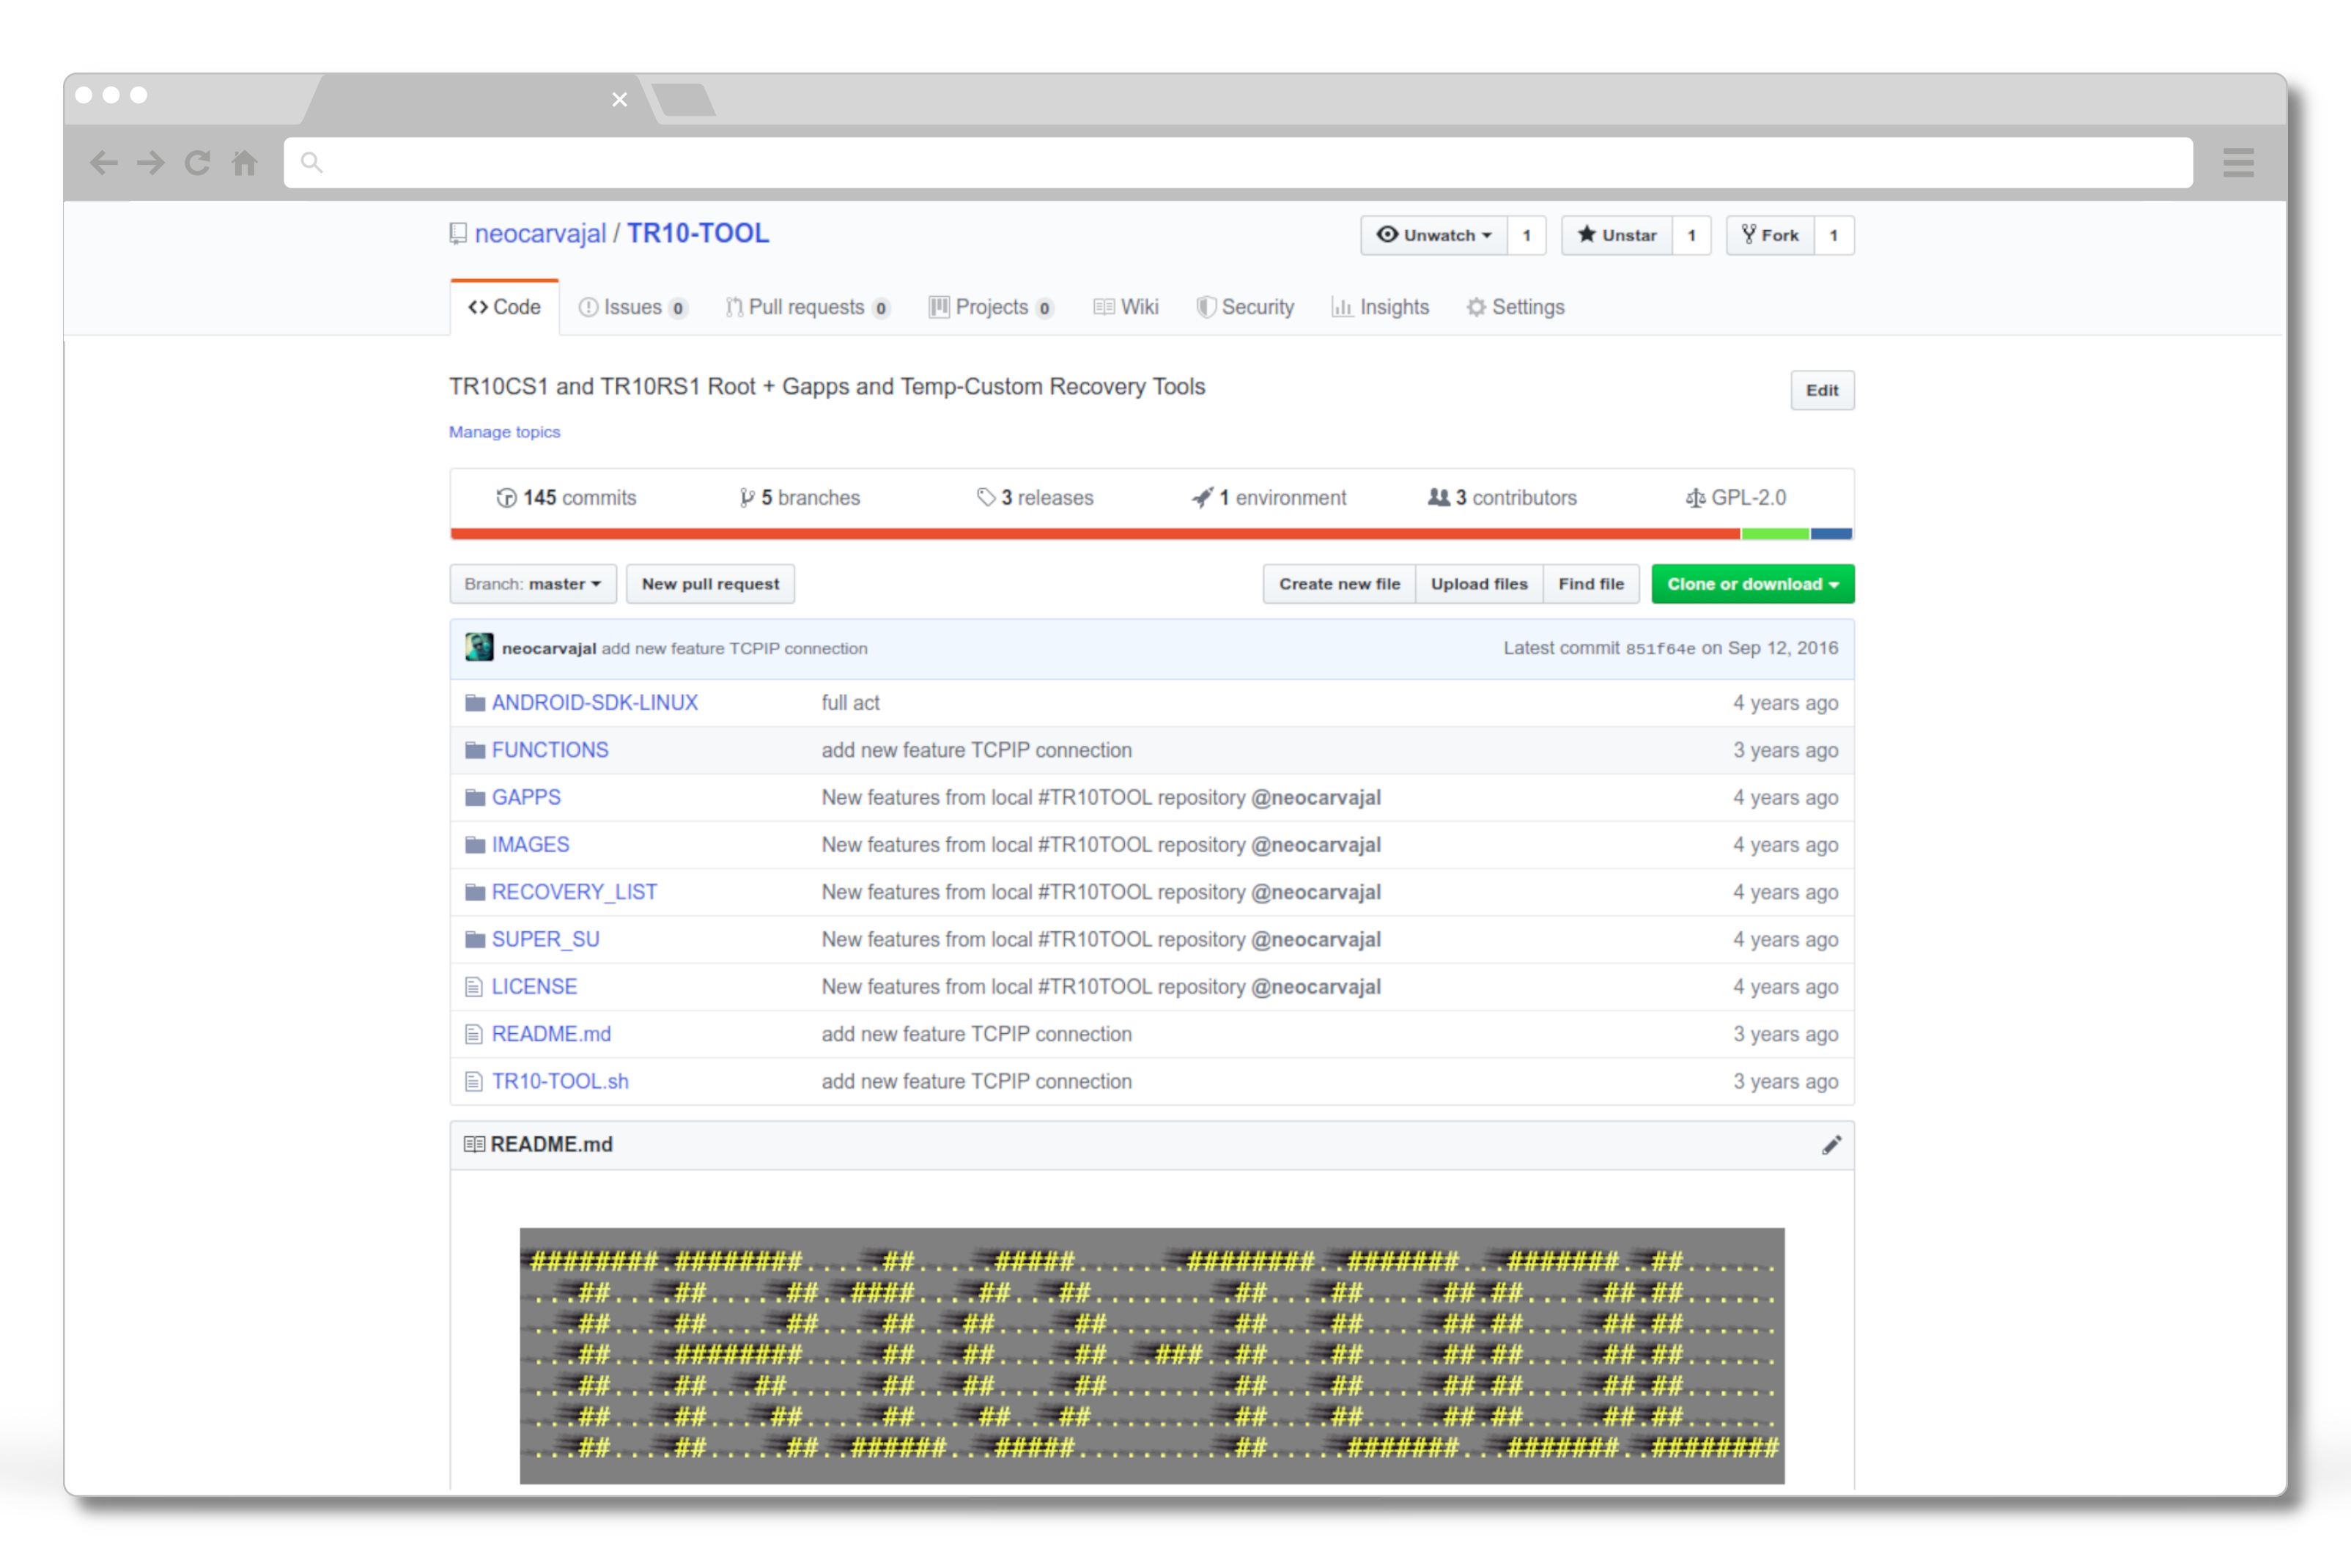 neocarvajal / TR10-TOOL
Unwatch 1 Unstar 1 Fork 1
Code Issues 0 Pull requests 0 Projects 0 Wiki Security Insights Settings
TR10CS1 and TR10RS1 Root + Gapps and Temp-Custom Recovery Tools Edit
Manage topics
145 commits 5 branches 3 releases 1 environment 3 contributors GPL-2.0
Branch: master New pull request Create new file Upload files Find file Clone or download
neocarvajal add new feature TCPIP connection Latest commit 851f64e on Sep 12, 2016
ANDROID-SDK-LINUX full act 4 years ago
FUNCTIONS add new feature TCPIP connection 3 years ago
GAPPS New features from local #TR10TOOL repository @neocarvajal 4 years ago
IMAGES New features from local #TR10TOOL repository @neocarvajal 4 years ago
RECOVERY_LIST New features from local #TR10TOOL repository @neocarvajal 4 years ago
SUPER_SU New features from local #TR10TOOL repository @neocarvajal 4 years ago
LICENSE New features from local #TR10TOOL repository @neocarvajal 4 years ago
README.md add new feature TCPIP connection 3 years ago
TR10-TOOL.sh add new feature TCPIP connection 3 years ago
README.md
TR10-TOOL